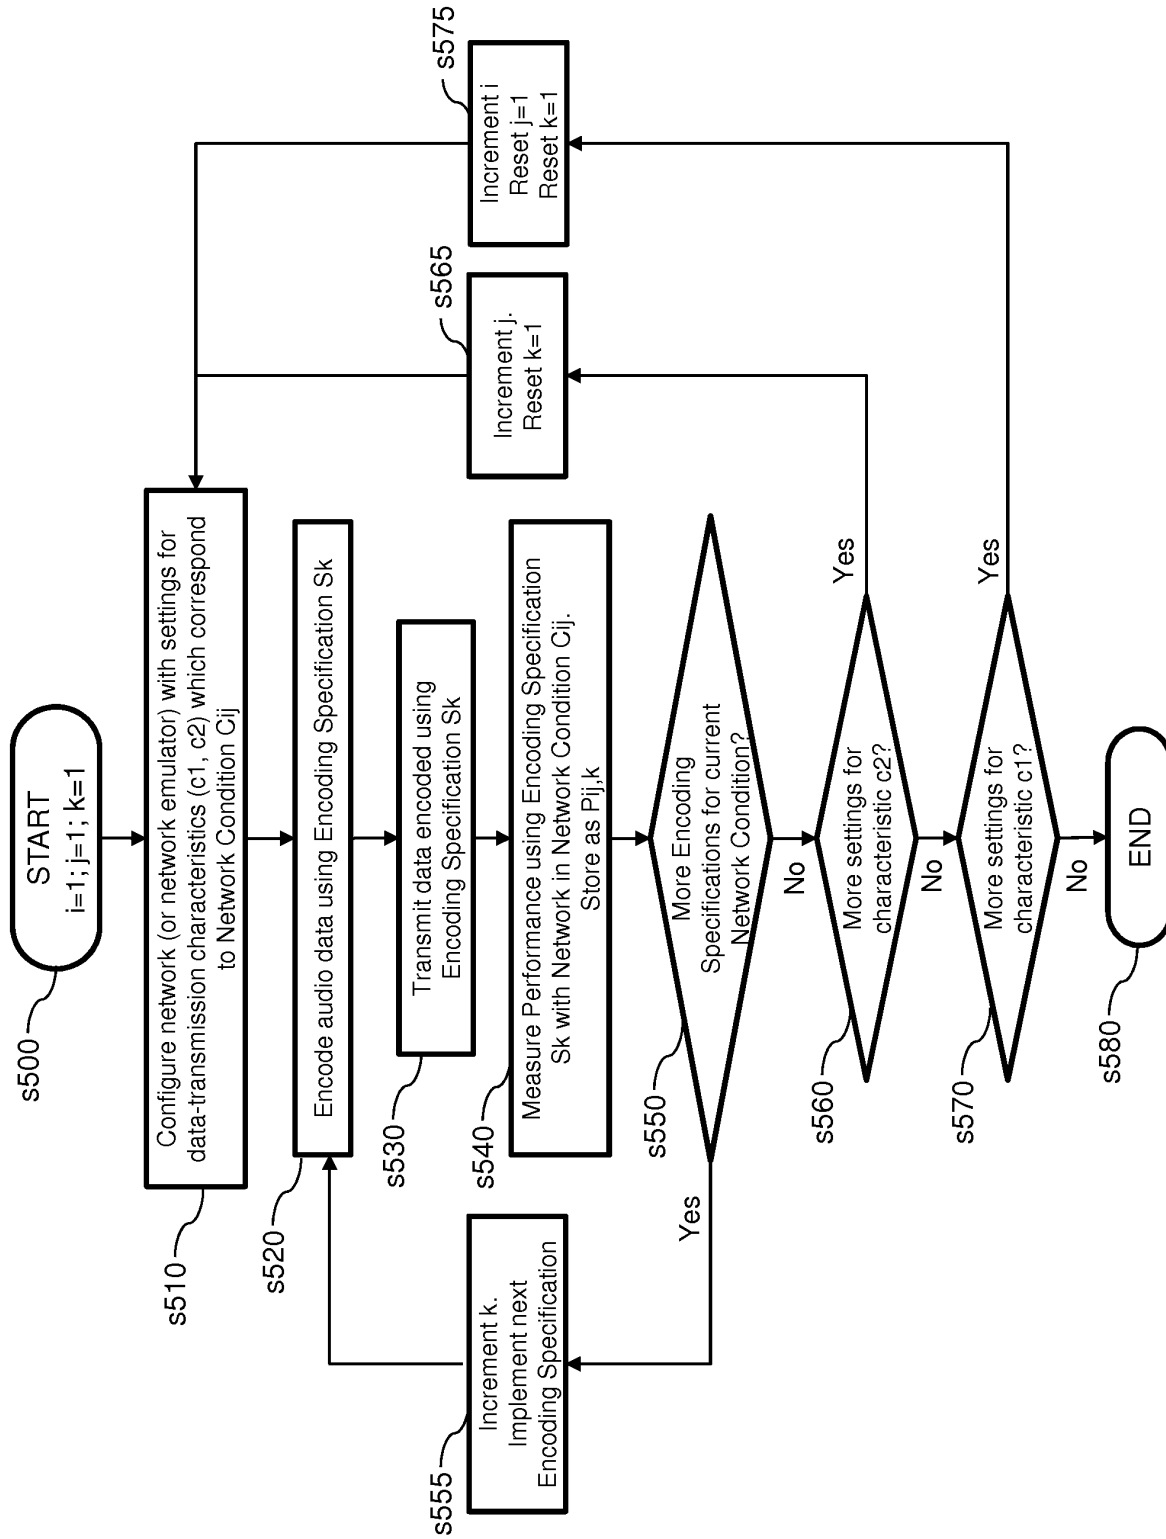 s500
START
i=1; j=1; k=1
s510
Configure network (or network emulator) with settings for
data-transmission characteristics (c1, c2) which correspond
to Network Condition Cij
s520
Encode audio data using Encoding Specification Sk
s530
Transmit data encoded using
Encoding Specification Sk
s540
Measure Performance using Encoding Specification
Sk with Network in Network Condition Cij.
Store as Pij,k
s550
More Encoding
Specifications for current
Network Condition?
Yes
No
s555
Increment k.
Implement next
Encoding Specification
s560
More settings for
characteristic c2?
Yes
No
s565
Increment j.
Reset k=1
s570
More settings for
characteristic c1?
Yes
No
s575
Increment i
Reset j=1
Reset k=1
s580
END